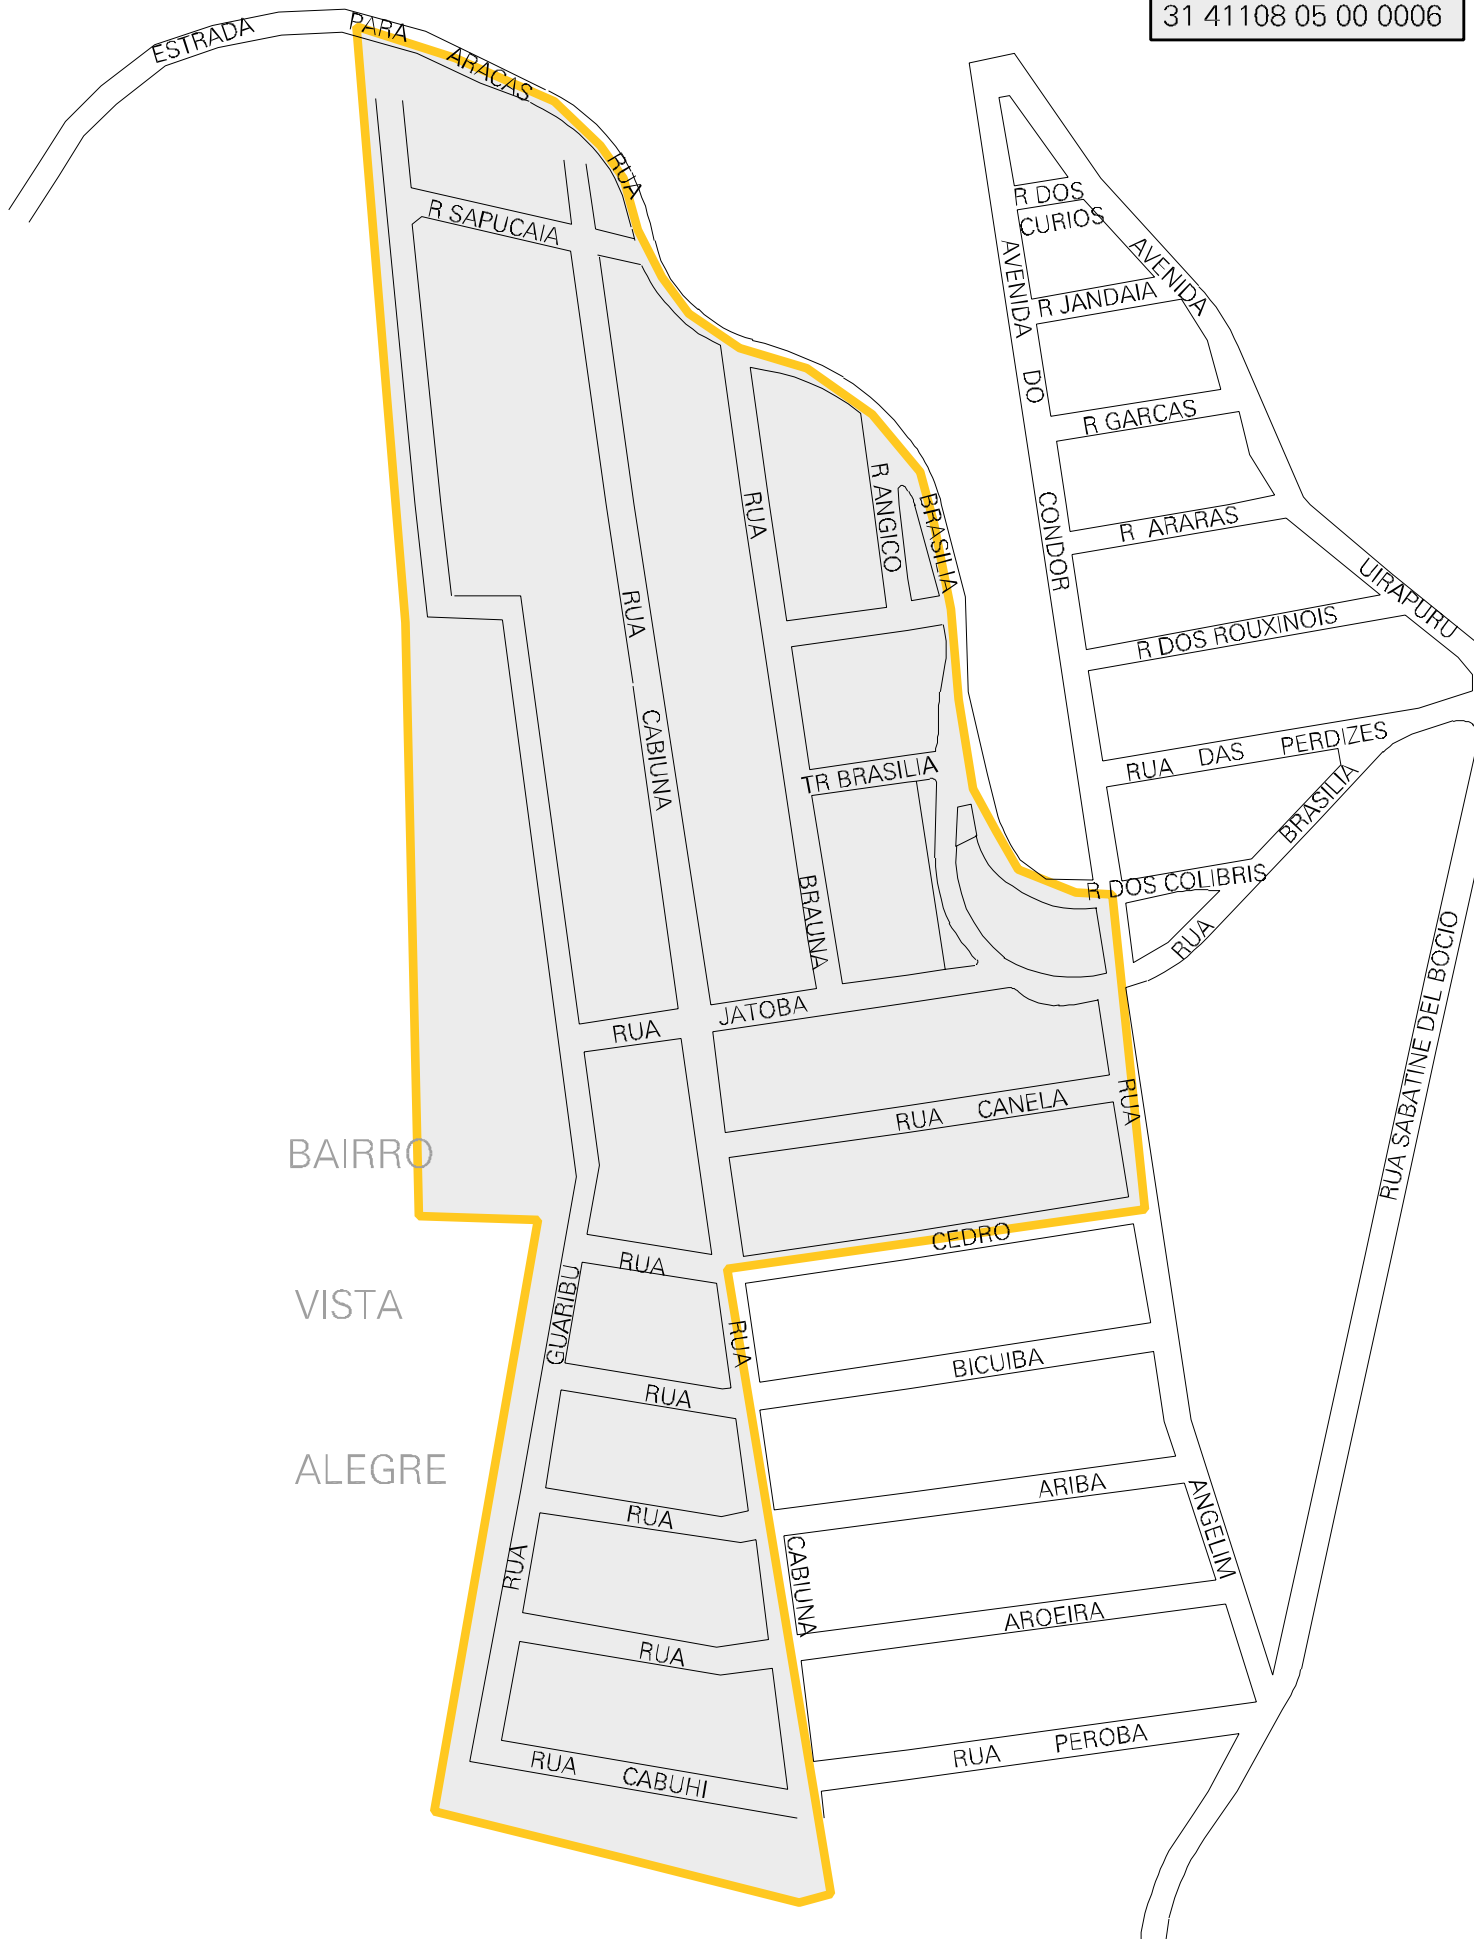 31 41108 05 00 0006
ESTRADA
PARA
ARACAS
RUA
R SAPUCAIA
R DOS
CURIOS
AVENIDA
AVENIDA
R JANDAIA
DO
R GARCAS
RUA
R ANGICO
BRASILIA
CONDOR
R ARARAS
UIRAPURU
RUA
R DOS ROUXINOIS
CABIUNA
RUA DAS PERDIZES
TR BRASILIA
BRASILIA
BRAUNA
R DOS COLIBRIS
RUA
RUA SABATINE DEL BOCIO
JATOBA
RUA
RUA CANELA
RUA
BAIRRO
CEDRO
RUA
VISTA
GUARIBU
RUA
BICUIBA
RUA
ALEGRE
ARIBA
ANGELIM
RUA
RUA
CABIUNA
AROEIRA
RUA
RUA PEROBA
RUA CABUHI